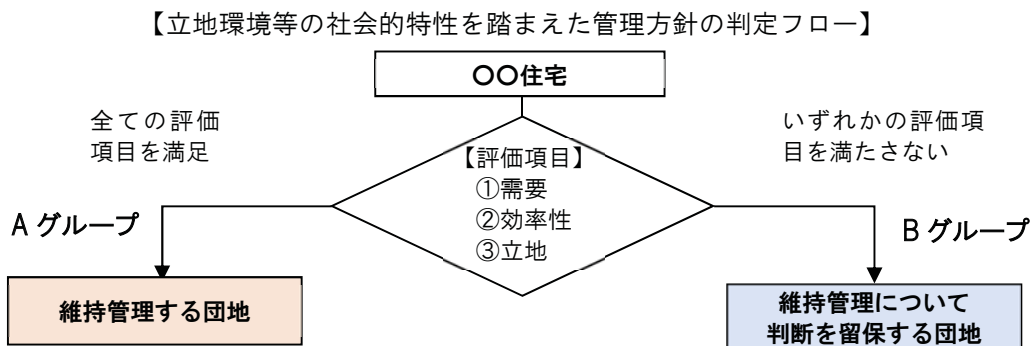 【立地環境等の社会的特性を踏まえた管理方針の判定フロー】
〇〇住宅
全ての評価
項目を満足
いずれかの評価項
目を満たさない
【評価項目】
①需要
②効率性
③立地
A グループ
B グループ
維持管理する団地
維持管理について
判断を留保する団地